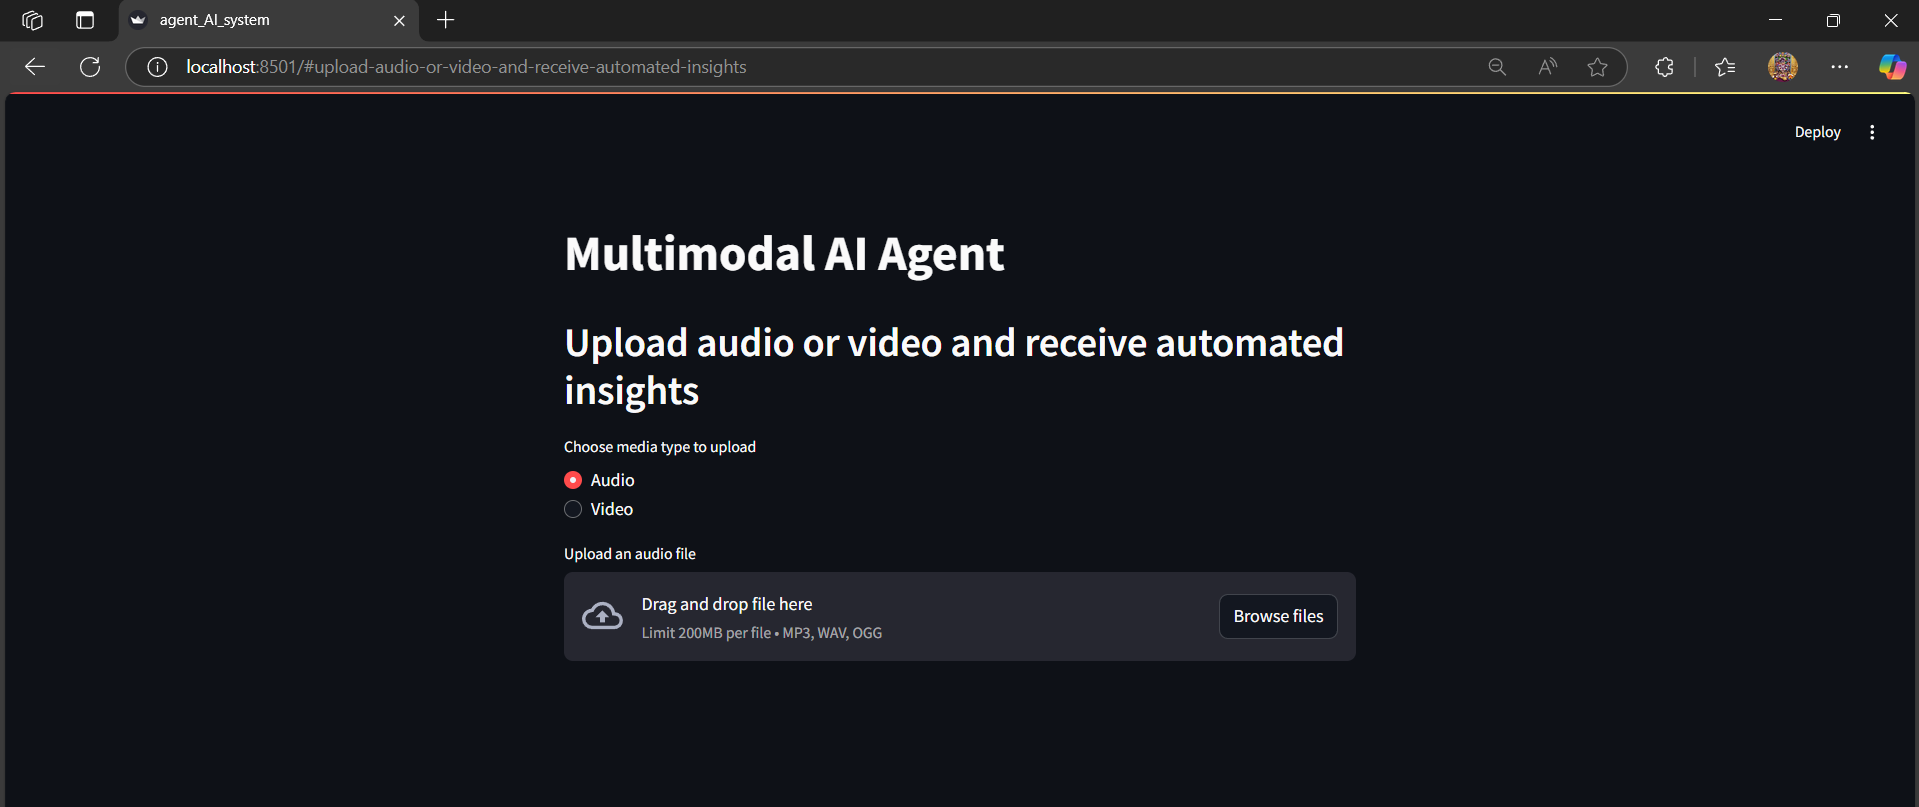 agent_AI_system
localhost:8501/#upload-audio-or-video-and-receive-automated-insights
Deploy
Multimodal AI Agent
Upload audio or video and receive automated
insights
Choose media type to upload
Audio
Video
Upload an audio file
Drag and drop file here
Limit 200MB per file • MP3, WAV, OGG
Browse files